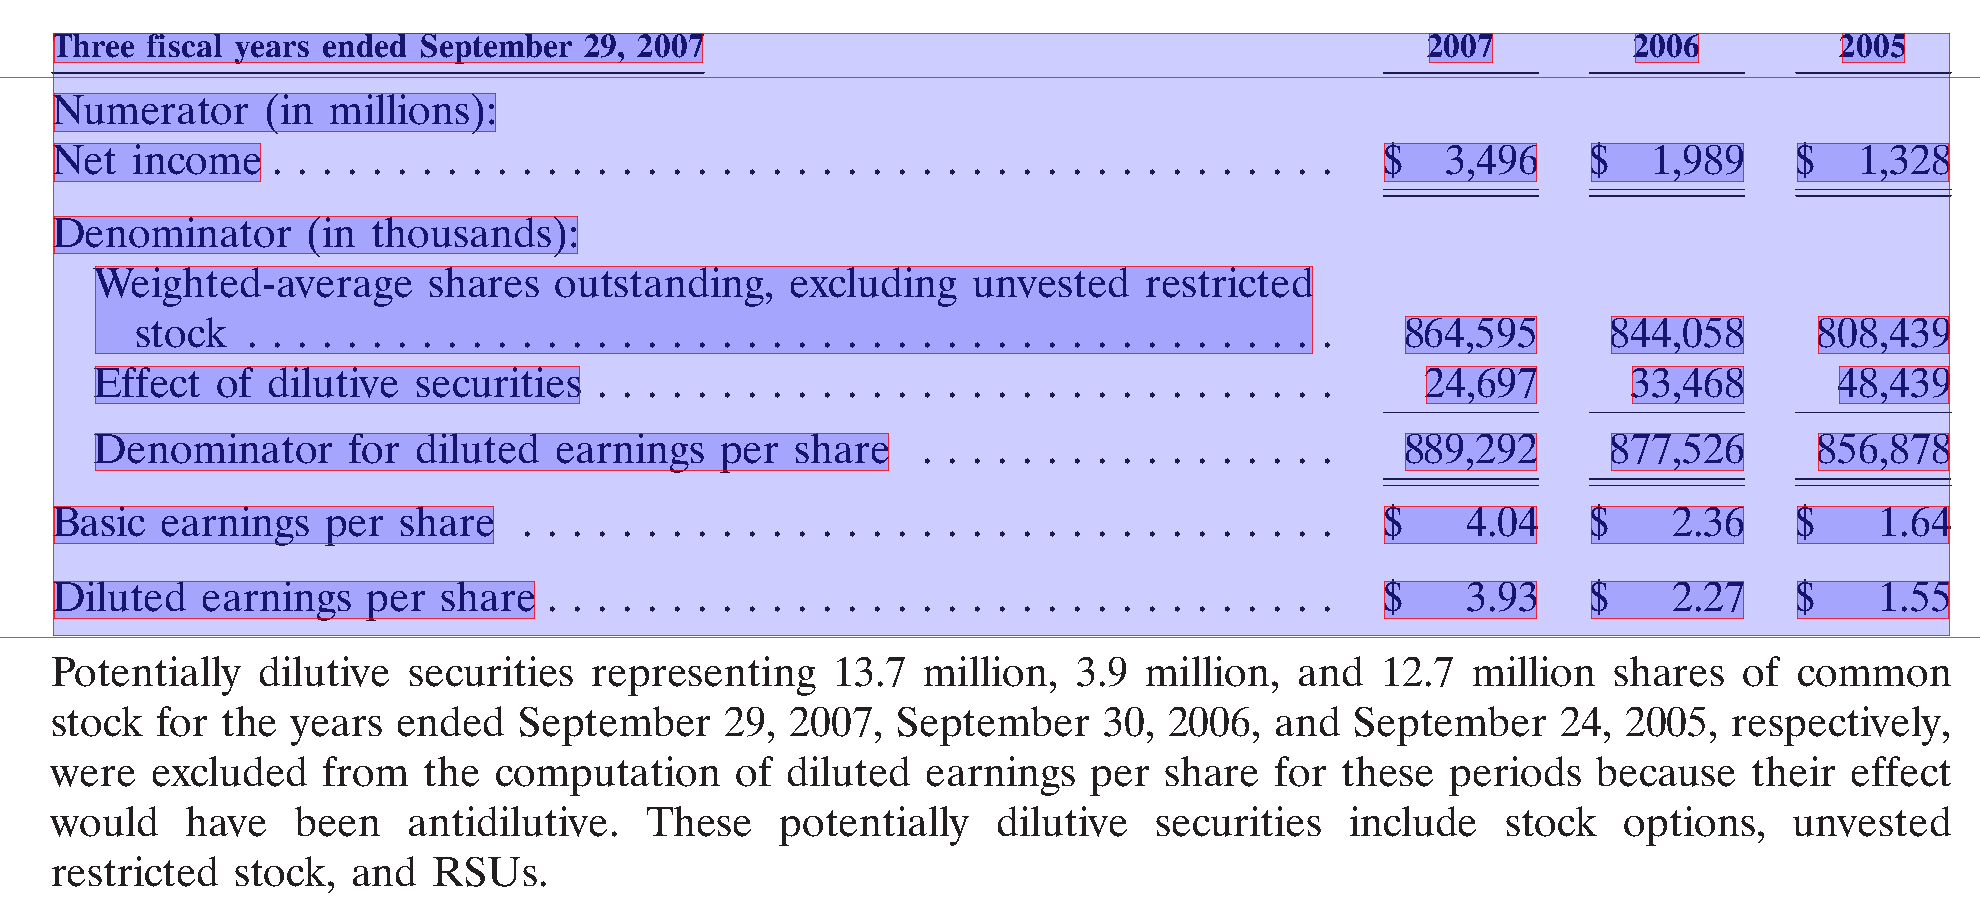 Three fiscal years ended September 29, 2007 2007 2006 2005
Numerator (in millions):
Net income . . . . . . . . . . . . . . . . . . . . . . . . . . . . . . . . . . . . . . . . . . . $ 3,496 $ 1,989 $ 1,328
Denominator (in thousands):
Weighted-average shares outstanding, excluding unvested restricted
stock . . . . . . . . . . . . . . . . . . . . . . . . . . . . . . . . . . . . . . . . . . . . 864,595 844,058 808,439
Effect of dilutive securities . . . . . . . . . . . . . . . . . . . . . . . . . . . . . . 24,697 33,468 48,439
Denominator for diluted earnings per share . . . . . . . . . . . . . . . . . 889,292 877,526 856,878
Basic earnings per share . . . . . . . . . . . . . . . . . . . . . . . . . . . . . . . . . $ 4.04 $ 2.36 $ 1.64
Diluted earnings per share . . . . . . . . . . . . . . . . . . . . . . . . . . . . . . . . $ 3.93 $ 2.27 $ 1.55
Potentially dilutive securities representing 13.7 million, 3.9 million, and 12.7 million shares of common
stock for the years ended September 29, 2007, September 30, 2006, and September 24, 2005, respectively,
were excluded from the computation of diluted earnings per share for these periods because their effect
would have been antidilutive. These potentially dilutive securities include stock options, unvested
restricted stock, and RSUs.